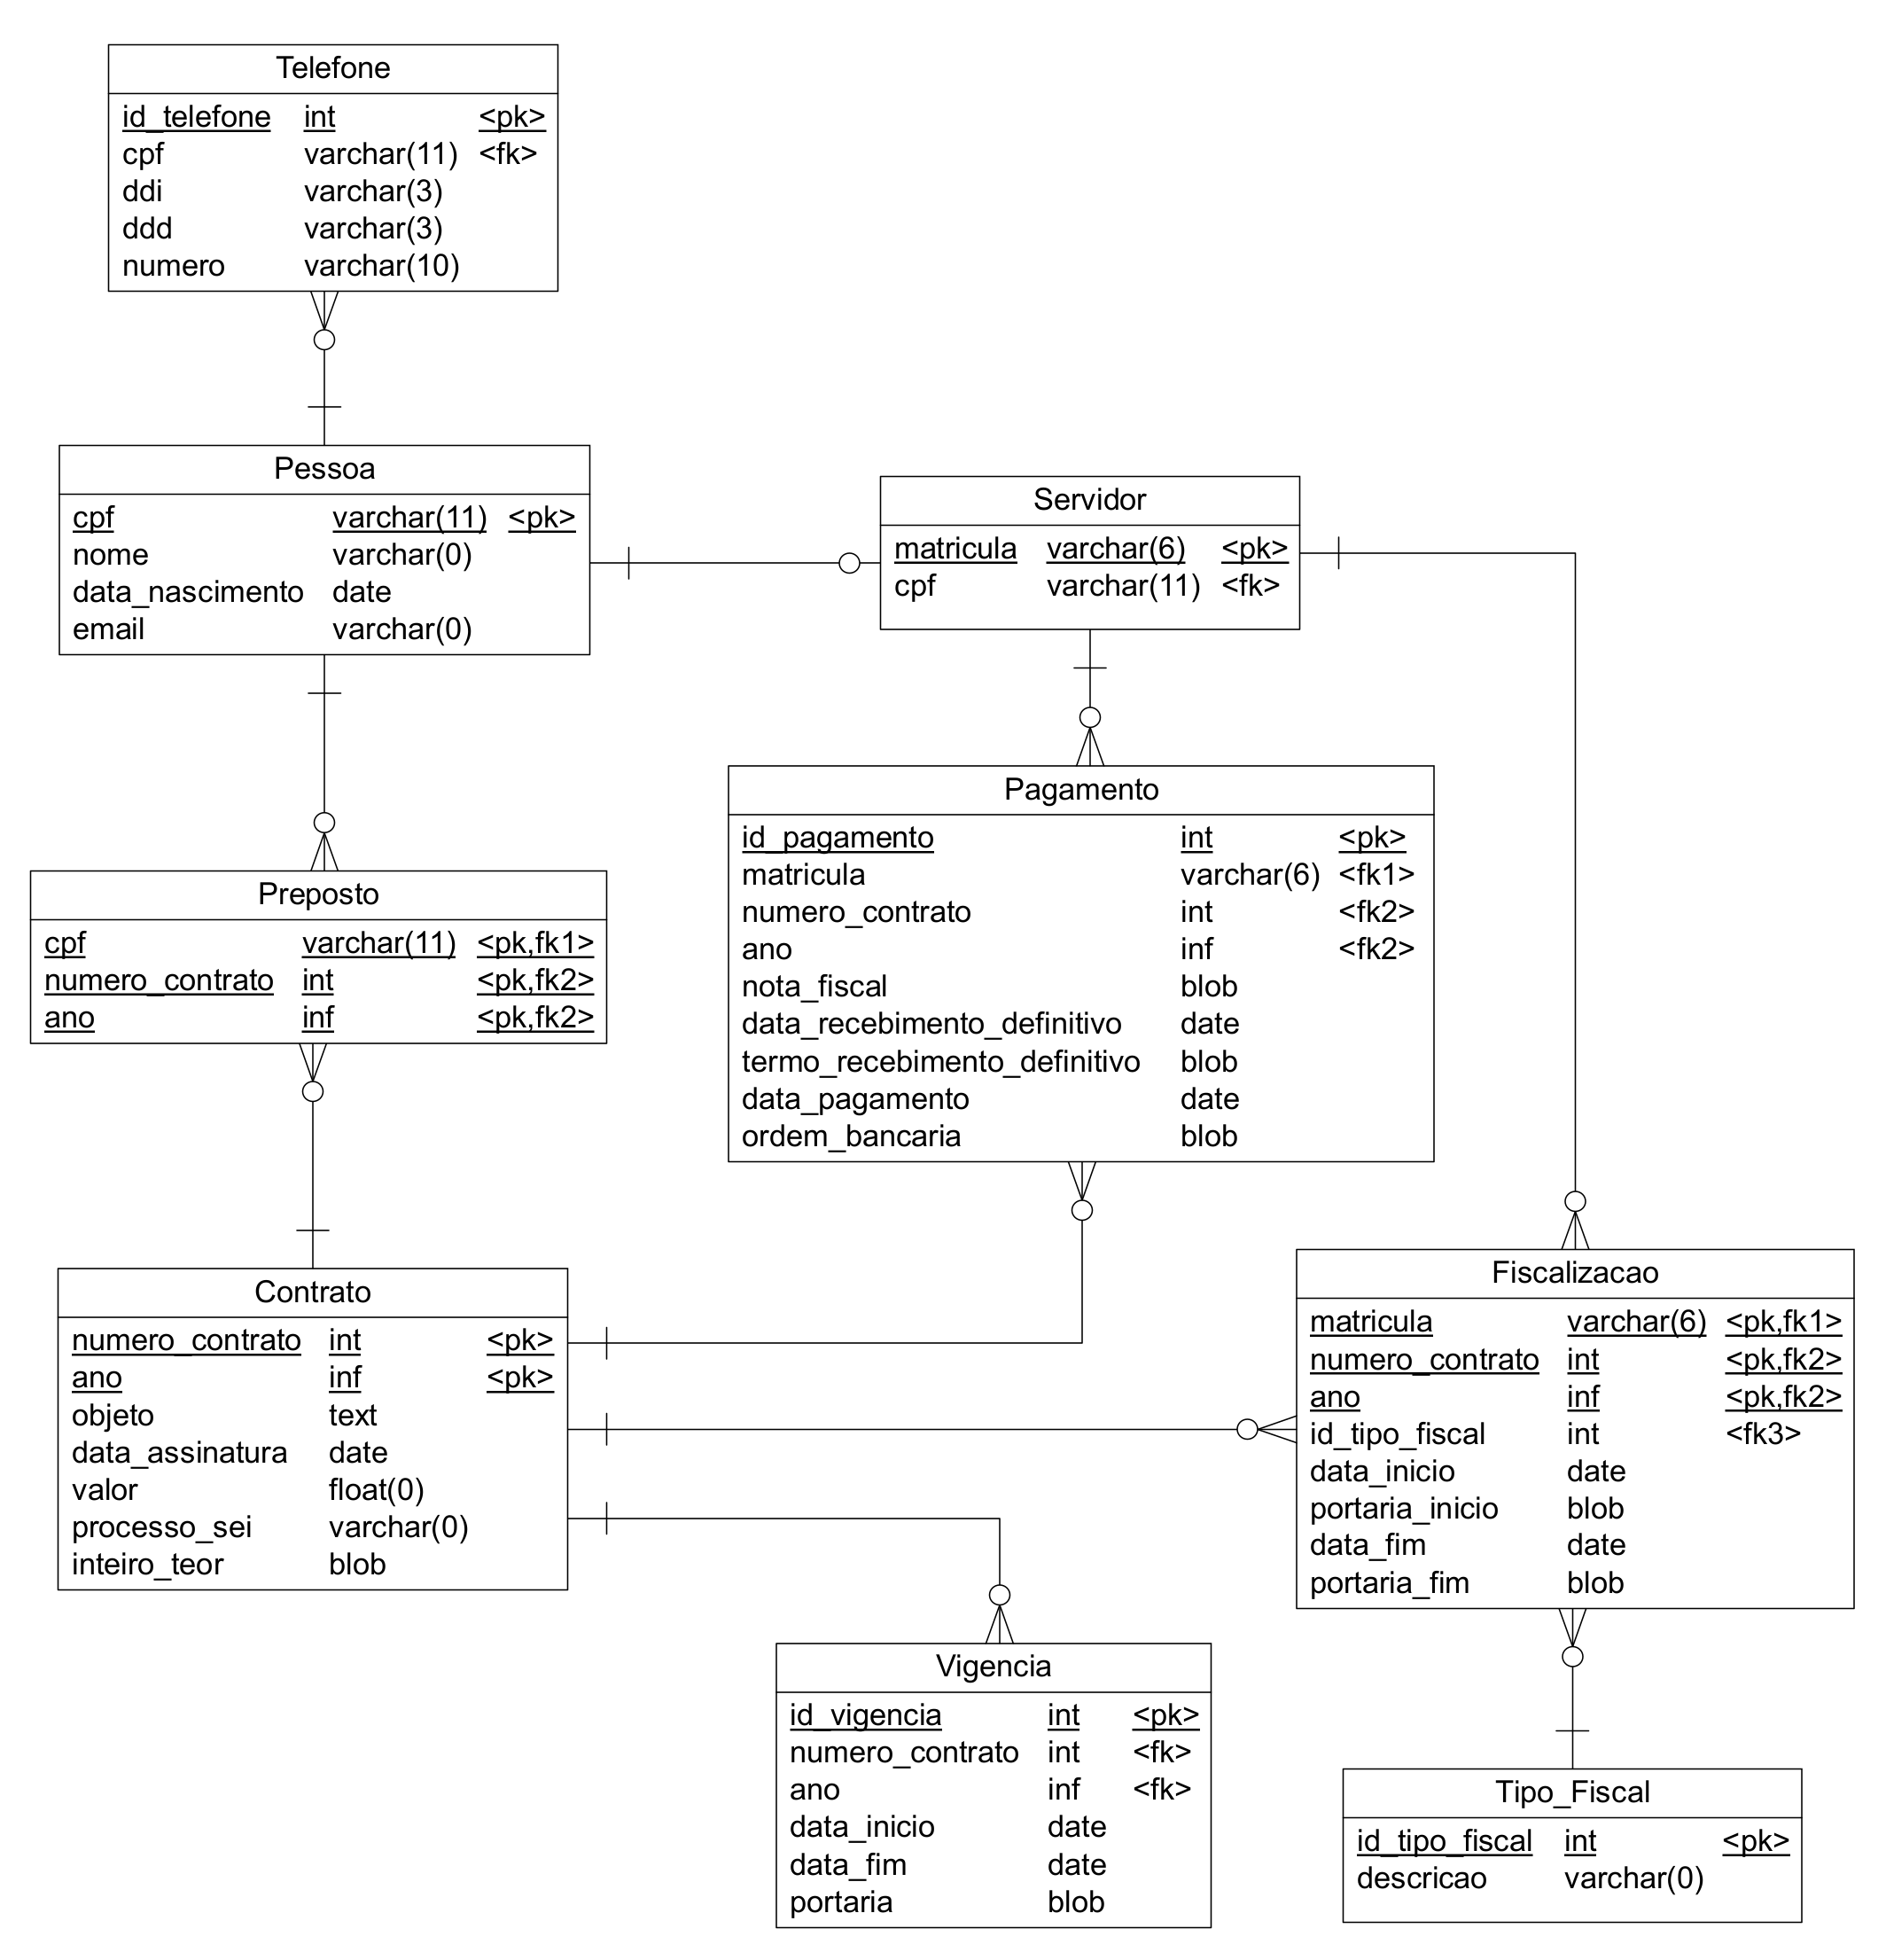 Telefone
id_telefone int <pk>
cpf varchar(11) <fk>
ddi varchar(3)
ddd varchar(3)
numero varchar(10)
Pessoa
cpf varchar(11) <pk>
nome varchar(0)
data_nascimento date
email varchar(0)
Servidor
matricula varchar(6) <pk>
cpf varchar(11) <fk>
Pagamento
id_pagamento int <pk>
matricula varchar(6) <fk1>
numero_contrato int <fk2>
ano inf <fk2>
nota_fiscal blob
data_recebimento_definitivo date
termo_recebimento_definitivo blob
data_pagamento date
ordem_bancaria blob
Preposto
cpf varchar(11) <pk,fk1>
numero_contrato int <pk,fk2>
ano inf <pk,fk2>
Contrato
numero_contrato int <pk>
ano inf <pk>
objeto text
data_assinatura date
valor float(0)
processo_sei varchar(0)
inteiro_teor blob
Fiscalizacao
matricula varchar(6) <pk,fk1>
numero_contrato int <pk,fk2>
ano inf <pk,fk2>
id_tipo_fiscal int <fk3>
data_inicio date
portaria_inicio blob
data_fim date
portaria_fim blob
Vigencia
id_vigencia int <pk>
numero_contrato int <fk>
ano inf <fk>
data_inicio date
data_fim date
portaria blob
Tipo_Fiscal
id_tipo_fiscal int <pk>
descricao varchar(0)